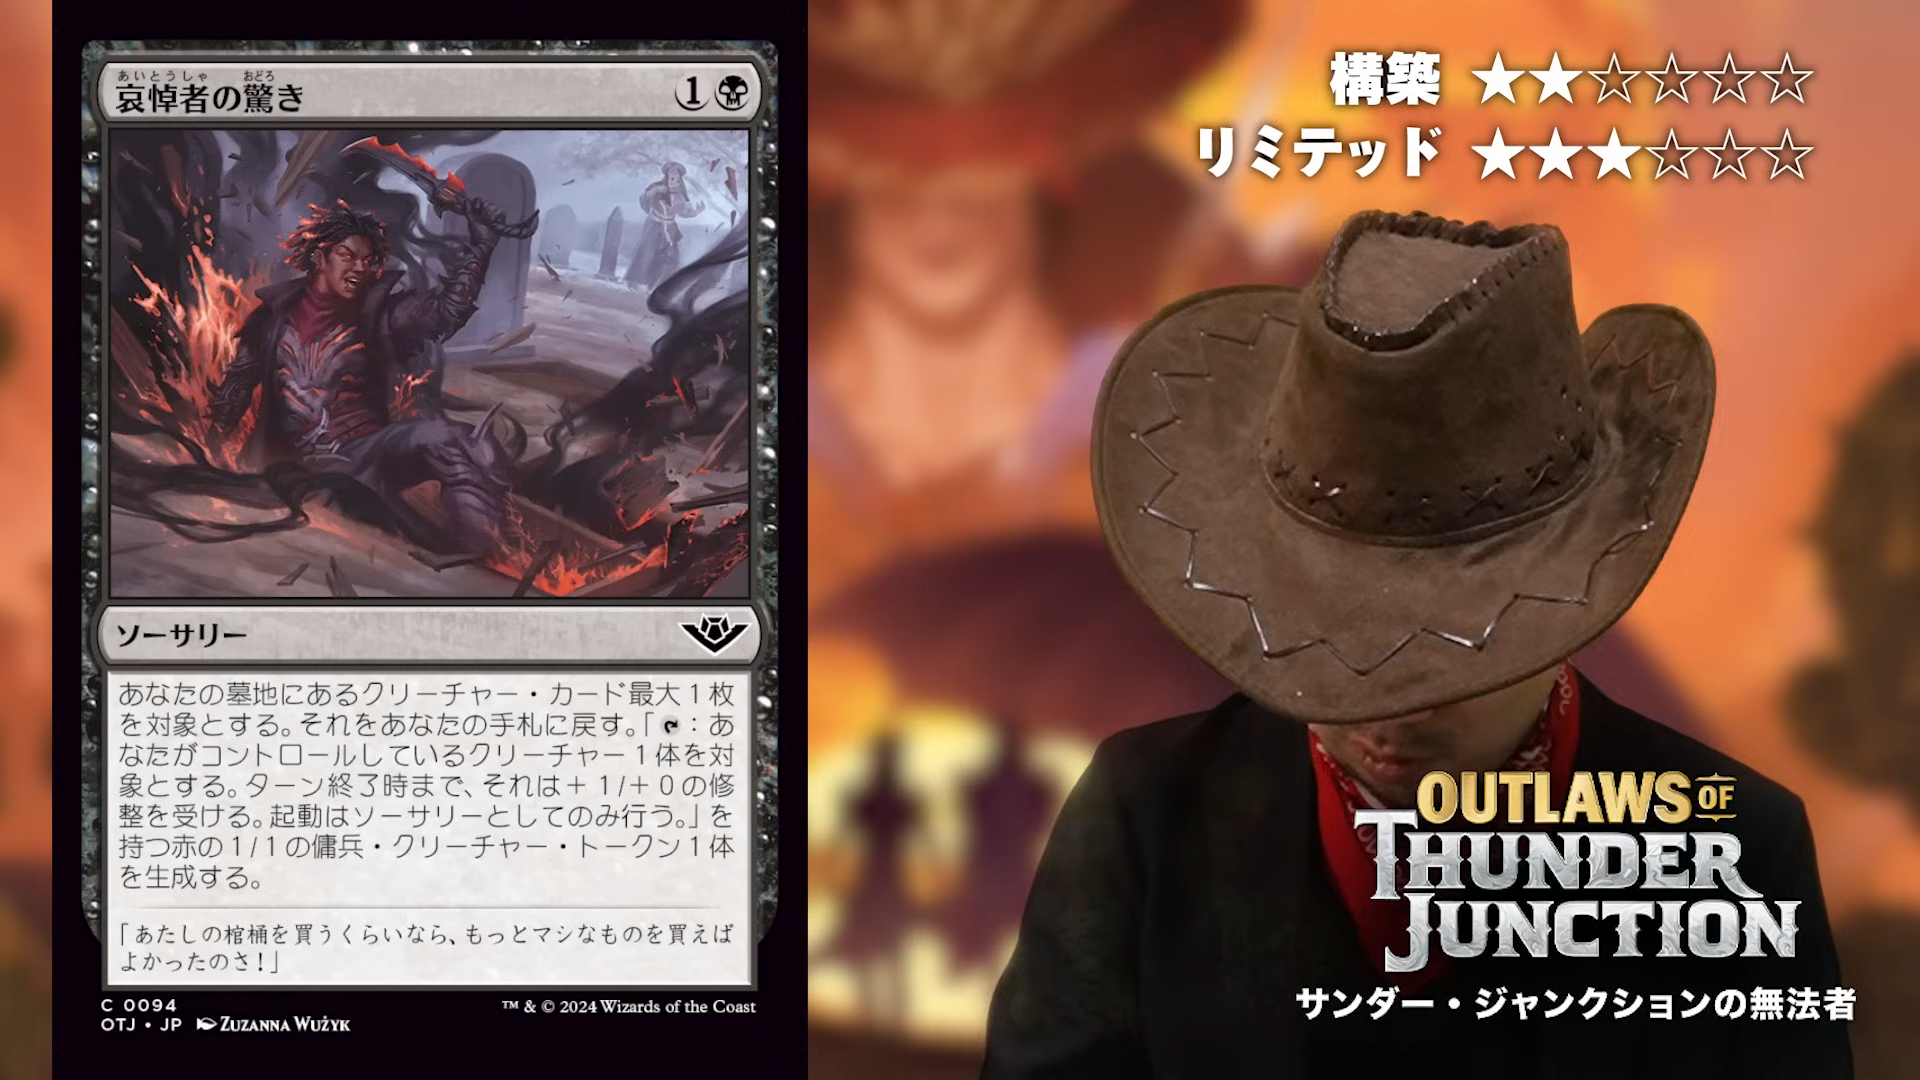 あいとうしゃ おどろ
哀悼者の驚き
1
ソーサリー
あなたの墓地にあるクリーチャー・カード最大1枚
を対象とする。それをあなたの手札に戻す。「：あ
なたがコントロールしているクリーチャー1体を対
象とする。ターン終了時まで、それは+1/+0の修
整を受ける。起動はソーサリーとしてのみ行う。」を
持つ赤の1/1の傭兵・クリーチャー・トークン1体
を生成する。
「あたしの棺桶を買うくらいなら、もっとマシなものを買えば
よかったのさ！」
C 0094
OTJ・JP ZUZANNA WUŻYK
™ & © 2024 Wizards of the Coast
構築 ★★☆☆☆☆
リミテッド ★★★☆☆☆
OUTLAWS OF
THUNDER
JUNCTION
サンダー・ジャンクションの無法者